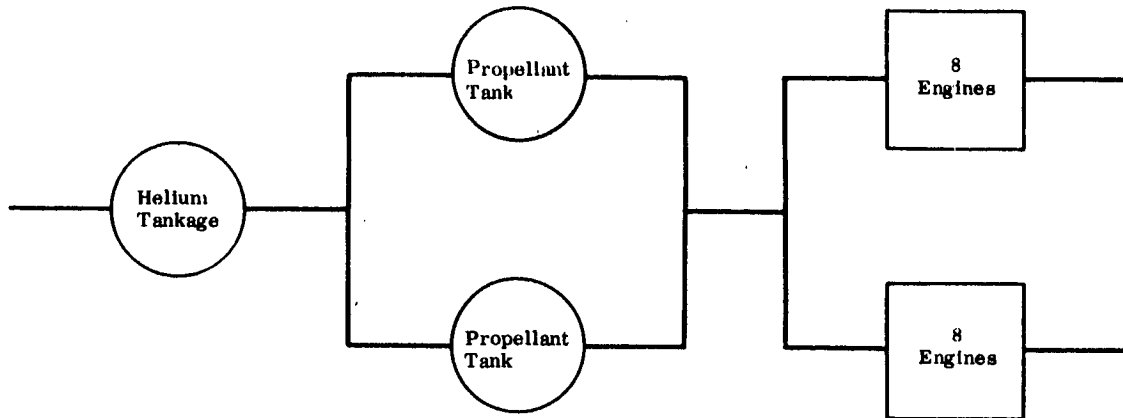 Propellant
Tank
8
Engines
Helium
Tankage
Propellant
Tank
8
Engines